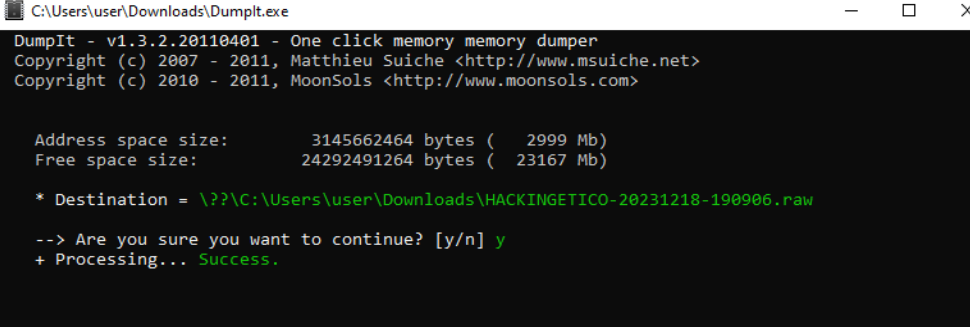 C:\Users\user\Downloads\DumpIt.exe
DumpIt - v1.3.2.20110401 - One click memory memory dumper
Copyright (c) 2007 - 2011, Matthieu Suiche <http://www.msuiche.net>
Copyright (c) 2010 - 2011, MoonSols <http://www.moonsols.com>
Address space size: 3145662464 bytes ( 2999 Mb)
Free space size: 24292491264 bytes ( 23167 Mb)
* Destination = \??\C:\Users\user\Downloads\HACKINGETICO-20231218-190906.raw
--> Are you sure you want to continue? [y/n] y
+ Processing... Success.